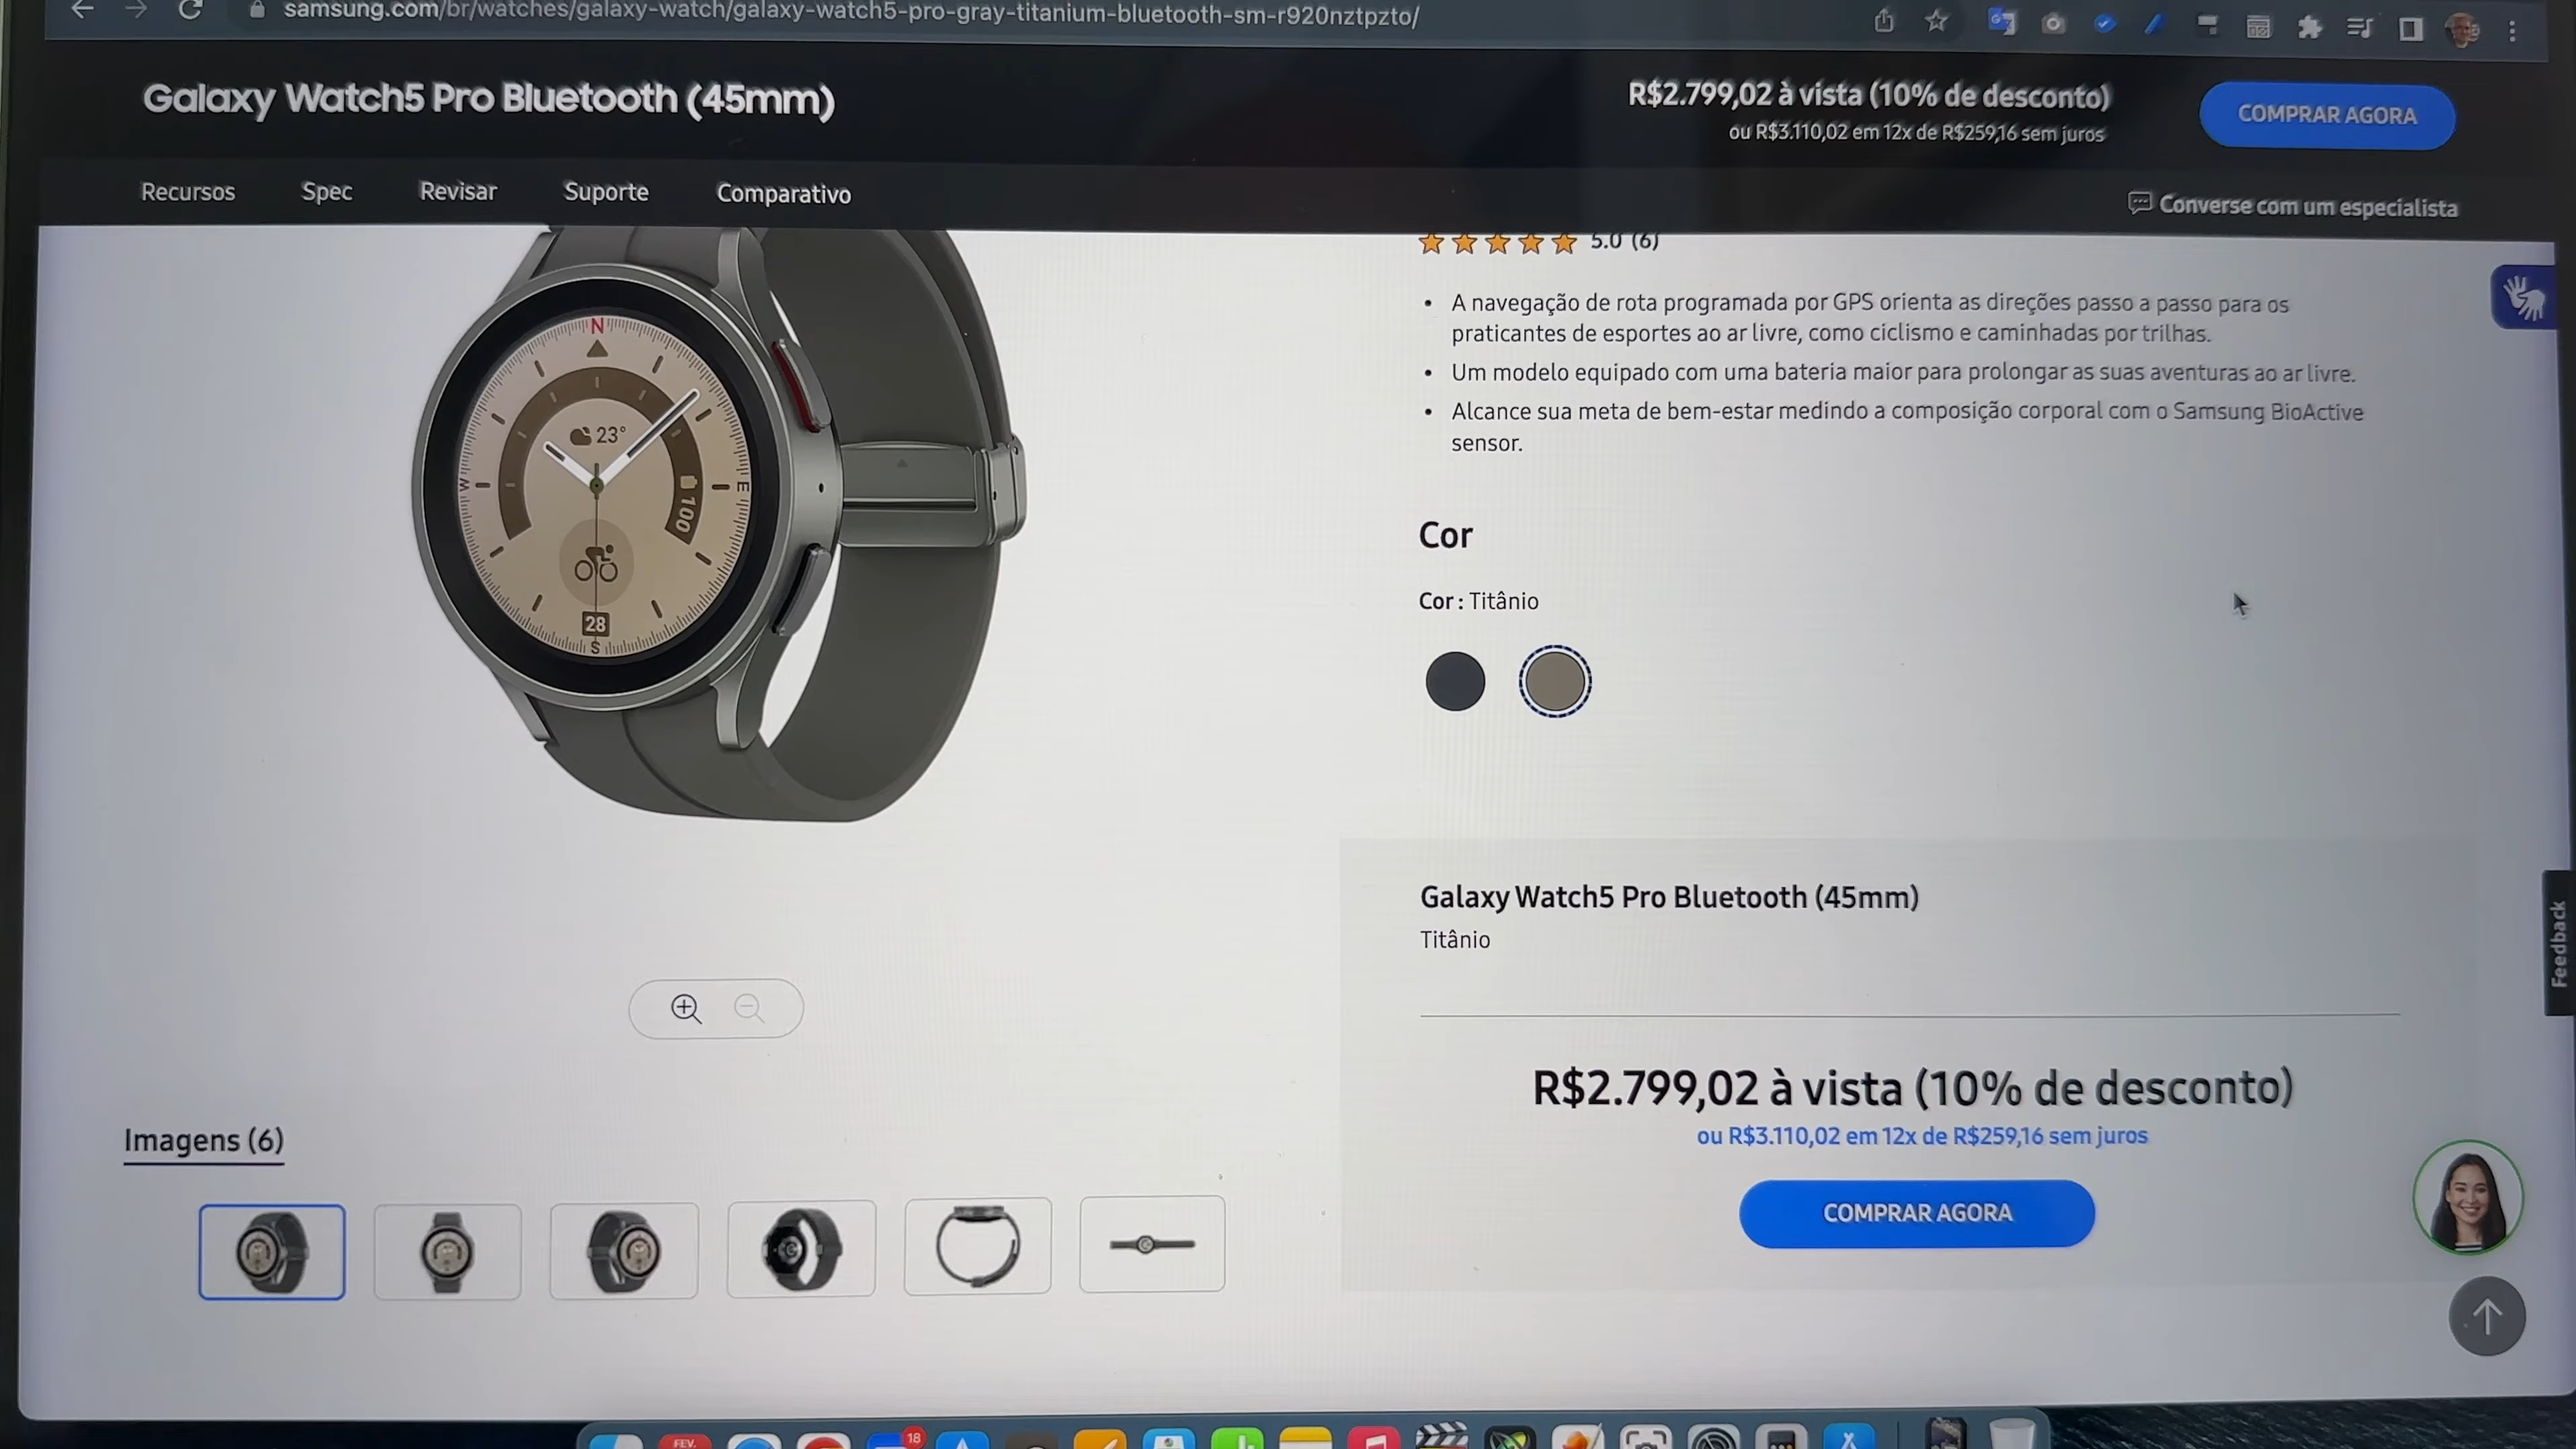 samsung.com/br/watches/galaxy-watch/galaxy-watch5-pro-gray-titanium-bluetooth-sm-r920nztpzto/
Galaxy Watch5 Pro Bluetooth (45mm)
R$2.799,02 à vista (10% de desconto)
ou R$3.110,02 em 12x de R$259,16 sem juros
COMPRAR AGORA
Recursos Spec Revisar Suporte Comparativo
Converse com um especialista
5.0 (6)
• A navegação de rota programada por GPS orienta as direções passo a passo para os
praticantes de esportes ao ar livre, como ciclismo e caminhadas por trilhas.
• Um modelo equipado com uma bateria maior para prolongar as suas aventuras ao ar livre.
• Alcance sua meta de bem-estar medindo a composição corporal com o Samsung BioActive
sensor.
N
23°
W
E
100
28
S
Cor
Cor : Titânio
Galaxy Watch5 Pro Bluetooth (45mm)
Titânio
Feedback
R$2.799,02 à vista (10% de desconto)
ou R$3.110,02 em 12x de R$259,16 sem juros
COMPRAR AGORA
Imagens (6)
FEV.
18